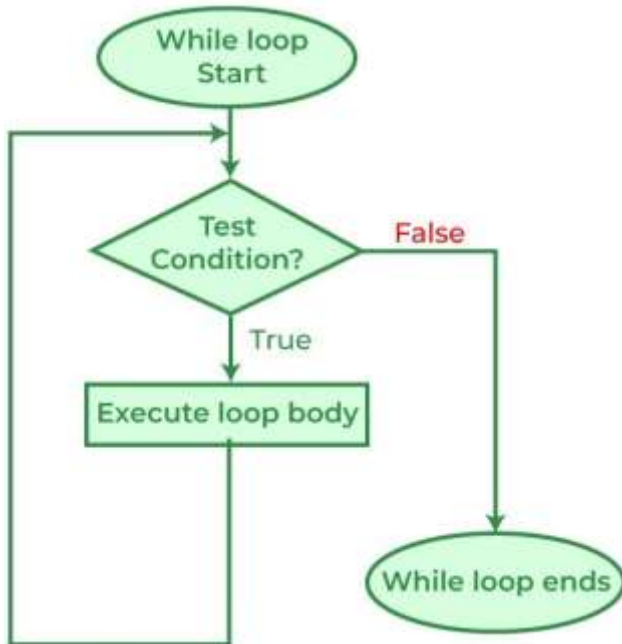 While loop
Start
Test
Condition?
False
True
Execute loop body
While loop ends